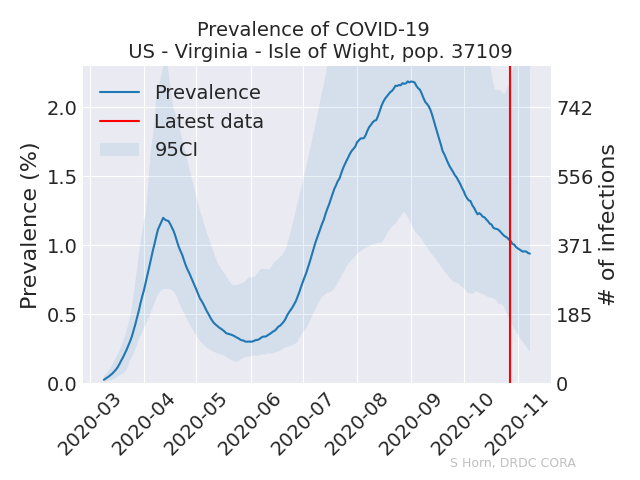 Prevalence of COVID-19
US - Virginia - Isle of Wight, pop. 37109
Prevalence
Latest data
95CI
Prevalence (%)
2.0
1.5
1.0
0.5
0.0
742
556
371
185
0
# of infections
2020-03
2020-04
2020-05
2020-06
2020-07
2020-08
2020-09
2020-10
2020-11
S Horn, DRDC CORA